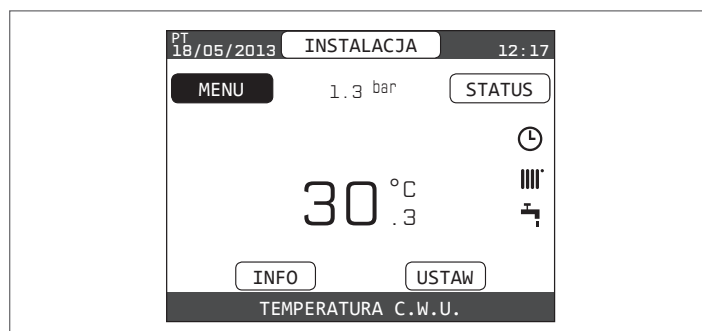 PT
18/05/2013 INSTALACJA 12:17
MENU 1.3 bar STATUS
30.3 °C
INFO USTAW
TEMPERATURA C.W.U.